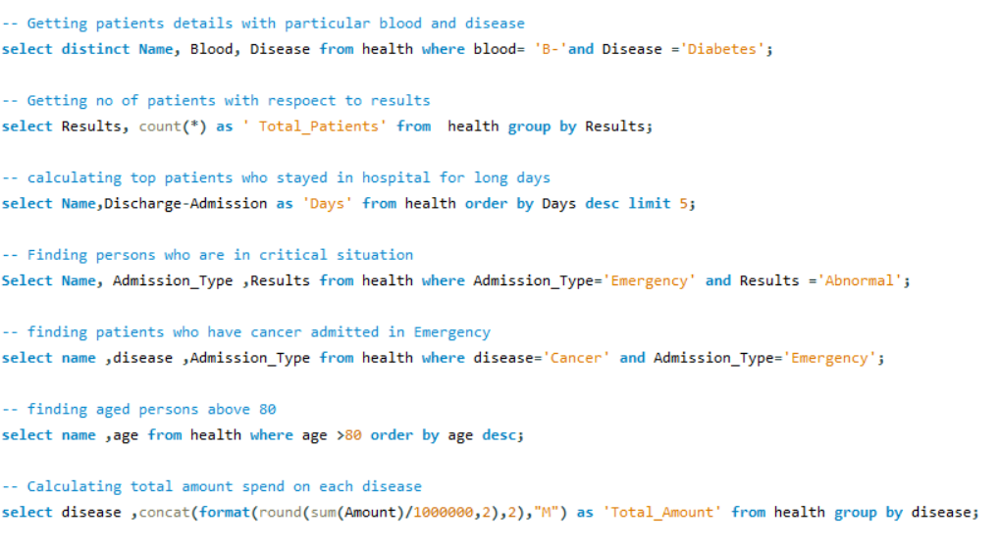 -- Getting patients details with particular blood and disease
select distinct Name, Blood, Disease from health where blood= 'B-'and Disease ='Diabetes';
-- Getting no of patients with respoect to results
select Results, count(*) as ' Total_Patients' from  health group by Results;
-- calculating top patients who stayed in hospital for long days
select Name,Discharge-Admission as 'Days' from health order by Days desc limit 5;
-- Finding persons who are in critical situation
Select Name, Admission_Type ,Results from health where Admission_Type='Emergency' and Results ='Abnormal';
-- finding patients who have cancer admitted in Emergency
select name ,disease ,Admission_Type from health where disease='Cancer' and Admission_Type='Emergency';
-- finding aged persons above 80
select name ,age from health where age >80 order by age desc;
-- Calculating total amount spend on each disease
select disease ,concat(format(round(sum(Amount)/1000000,2),2),"M") as 'Total_Amount' from health group by disease;